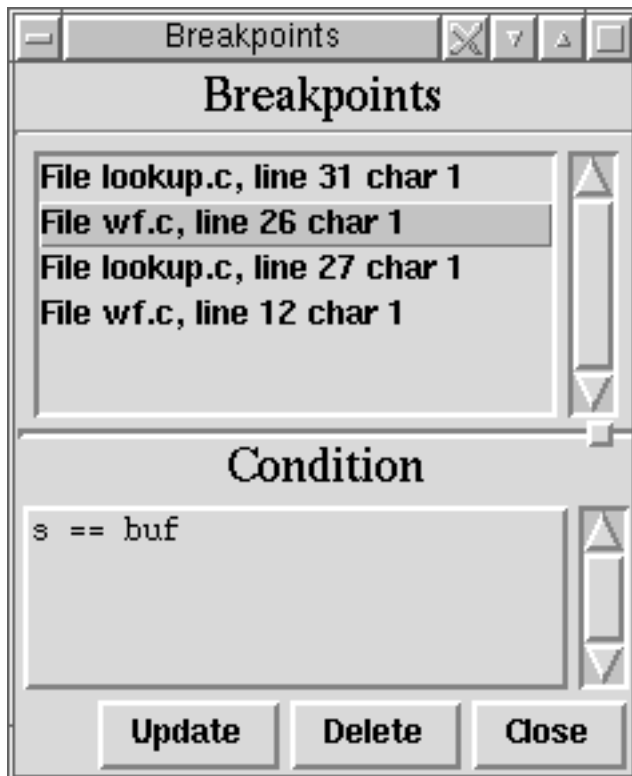 Breakpoints
Breakpoints
File lookup.c, line 31 char 1
File wf.c, line 26 char 1
File lookup.c, line 27 char 1
File wf.c, line 12 char 1
Condition
s == buf
Update Delete Close